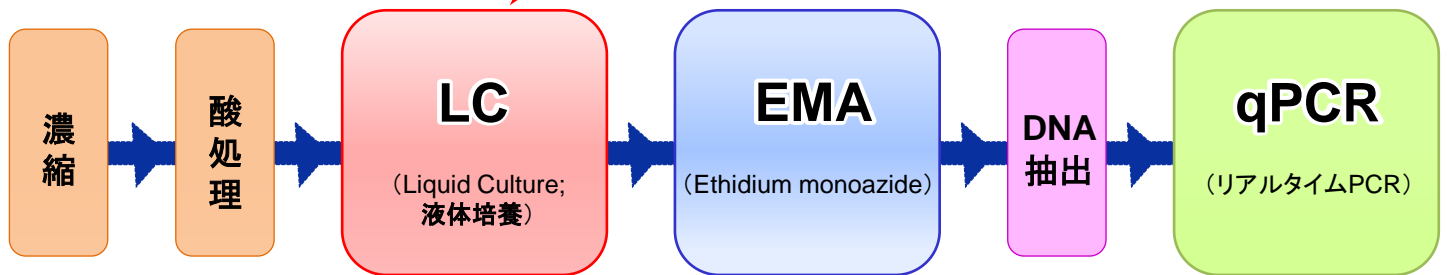 濃縮
酸処理
LC
（Liquid Culture;
液体培養）
EMA
（Ethidium monoazide）
DNA
抽出
qPCR
（リアルタイムPCR）